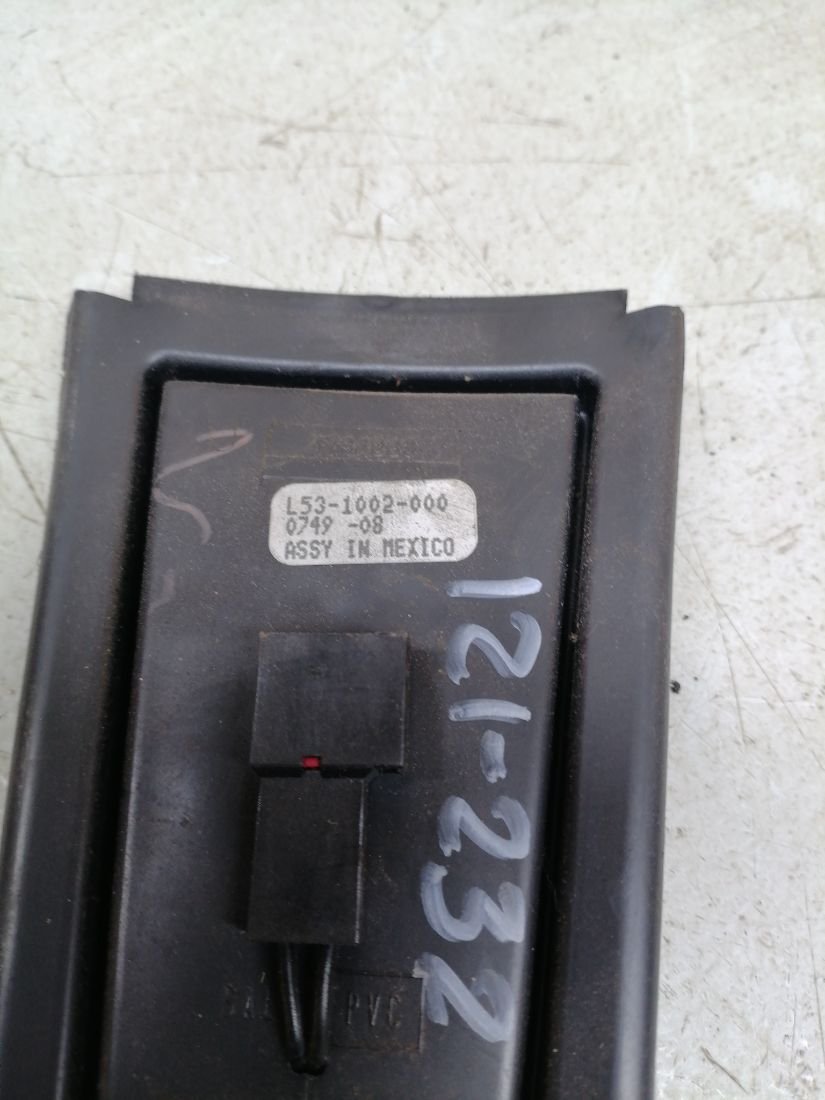 L53-1002-000
0749 -08
ASSY IN MEXICO
121-232
PVC